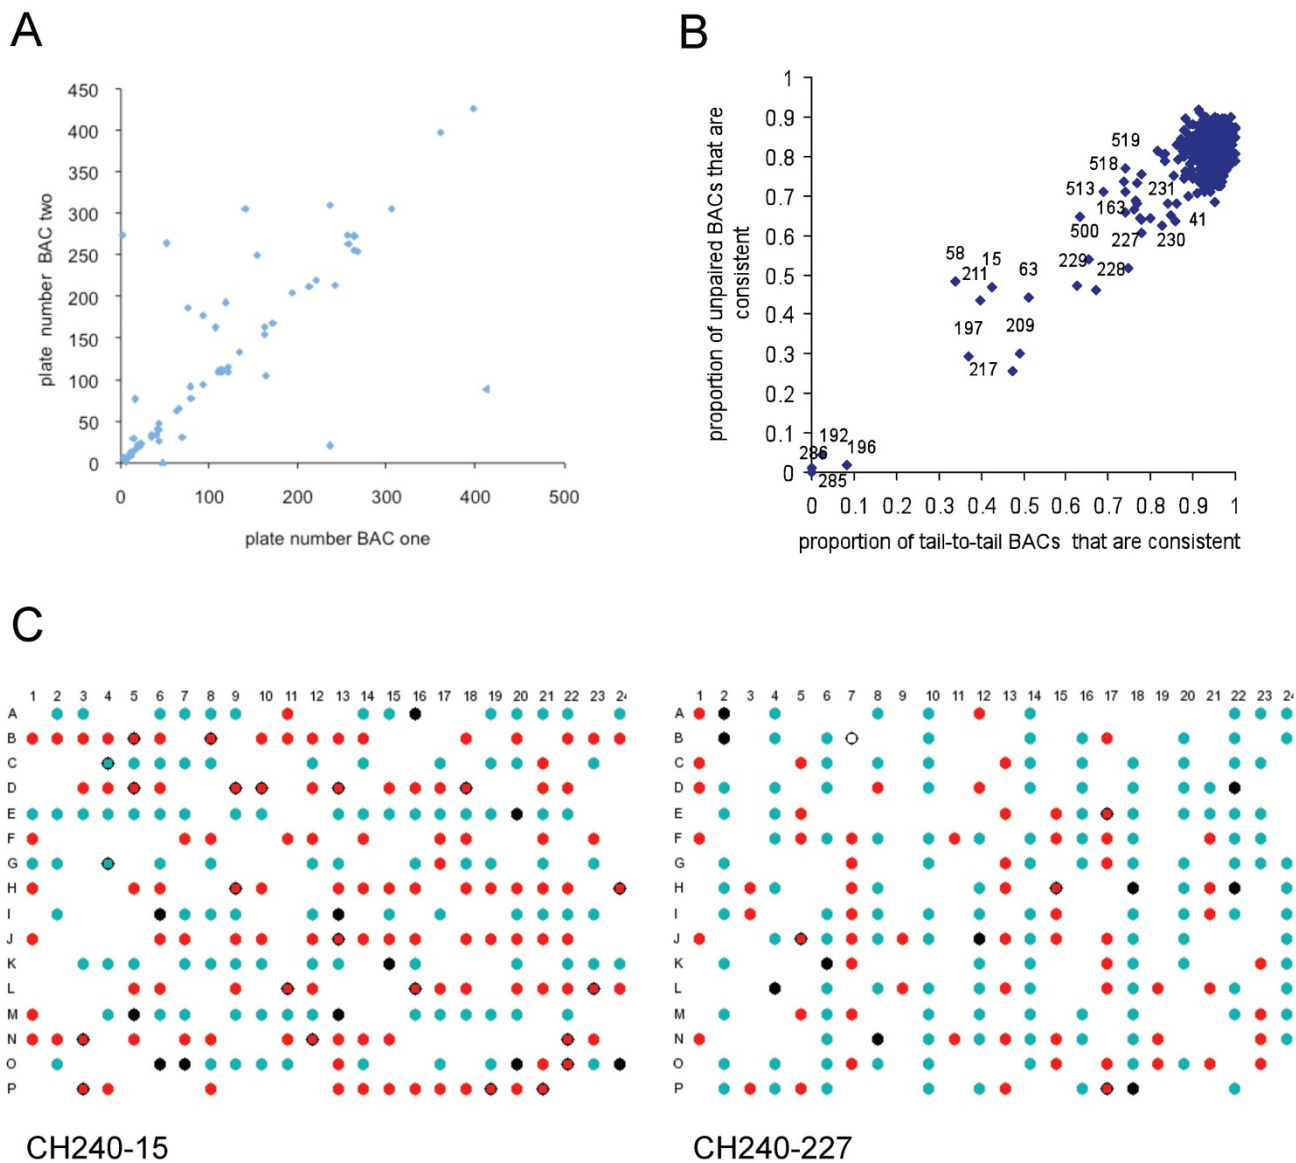 A
B
450
400
350
300
250
200
150
100
50
0
plate number BAC two
0 100 200 300 400 500
plate number BAC one
1
0.9
0.8
0.7
0.6
0.5
0.4
0.3
0.2
0.1
0
proportion of unpaired BACs that are
consistent
519
518
513
231
163
41
500
227
230
58
15
229
228
211
63
197
209
217
192
286
196
285
0 0.1 0.2 0.3 0.4 0.5 0.6 0.7 0.8 0.9 1
proportion of tail-to-tail BACs that are consistent
C
1 2 3 4 5 6 7 8 9 10 11 12 13 14 15 16 17 18 19 20 21 22 23 24
A
B
C
D
E
F
G
H
I
J
K
L
M
N
O
P
CH240-15
1 2 3 4 5 6 7 8 9 10 11 12 13 14 15 16 17 18 19 20 21 22 23 24
A
B
C
D
E
F
G
H
I
J
K
L
M
N
O
P
CH240-227